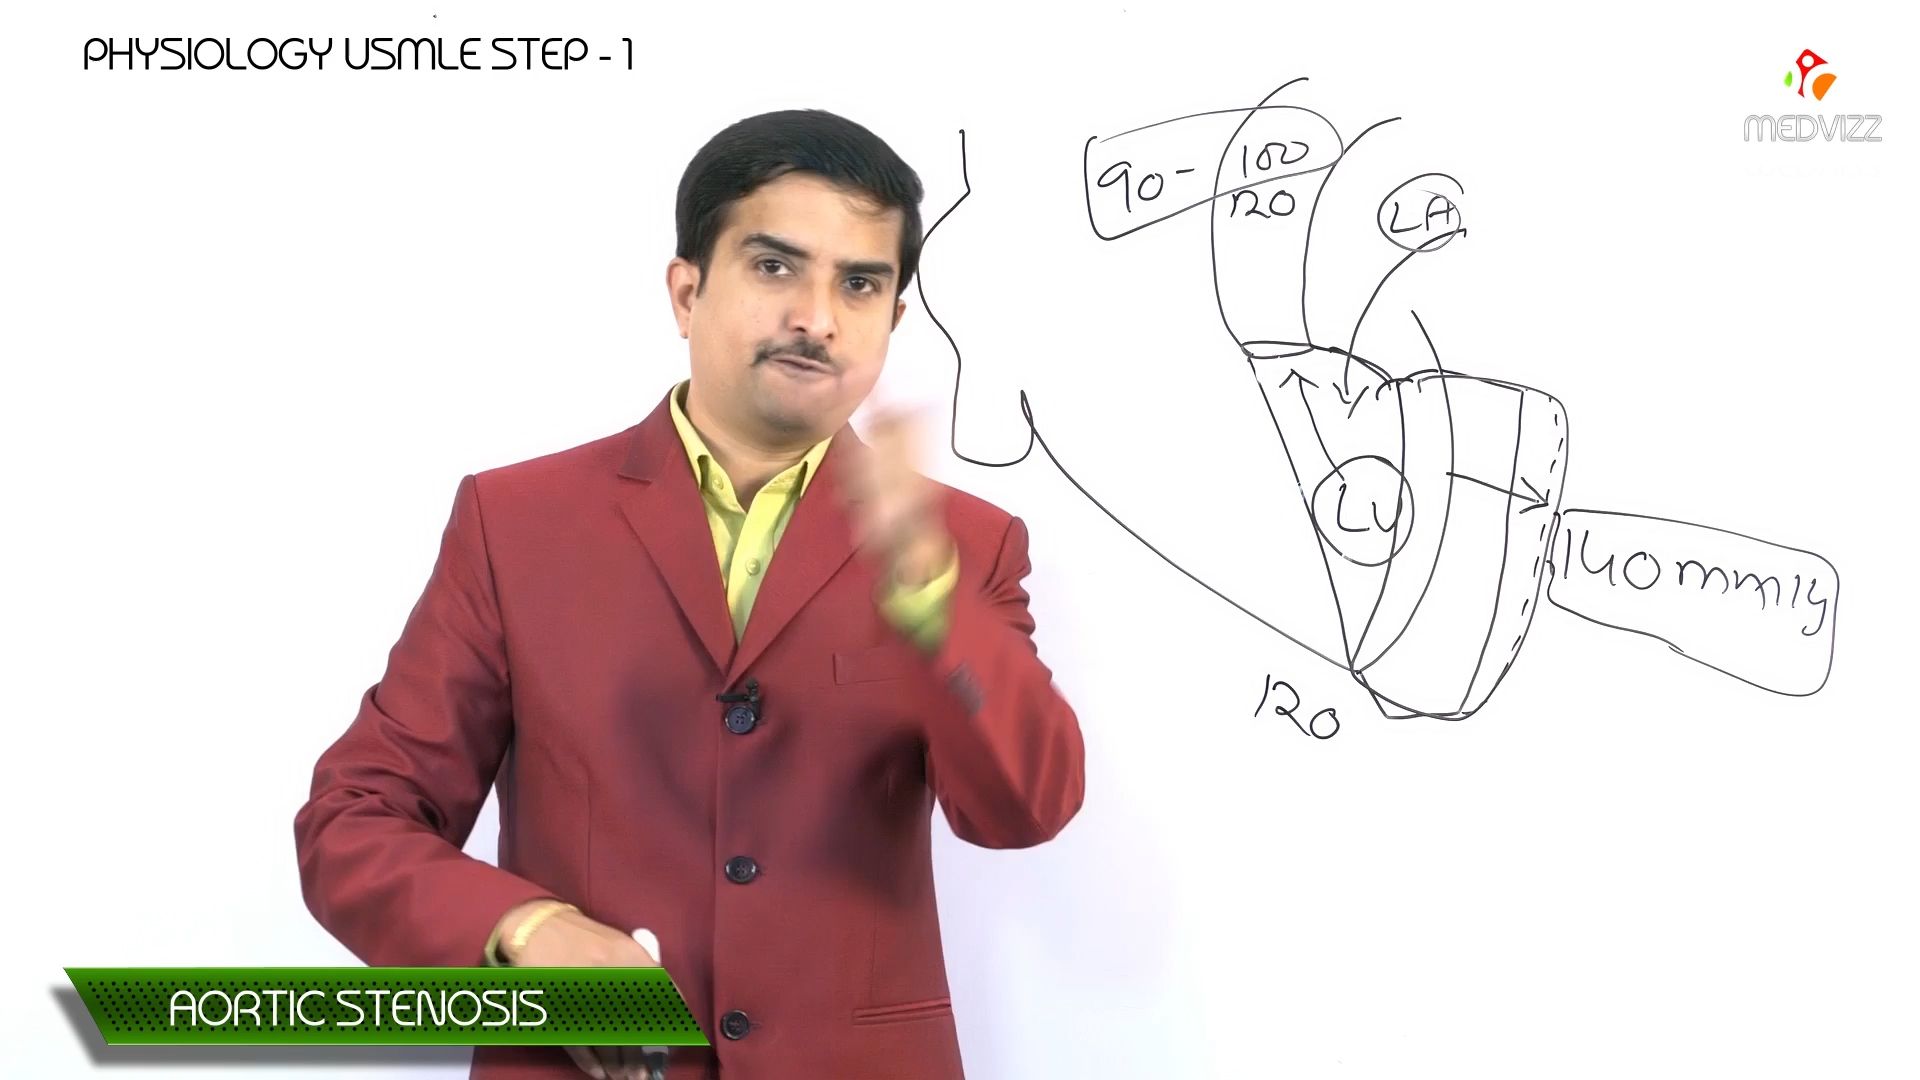 PHYSIOLOGY USMLE STEP - 1
MEDVIZZ
90 - 100
120
LA
LV
140 mmHg
120
AORTIC STENOSIS